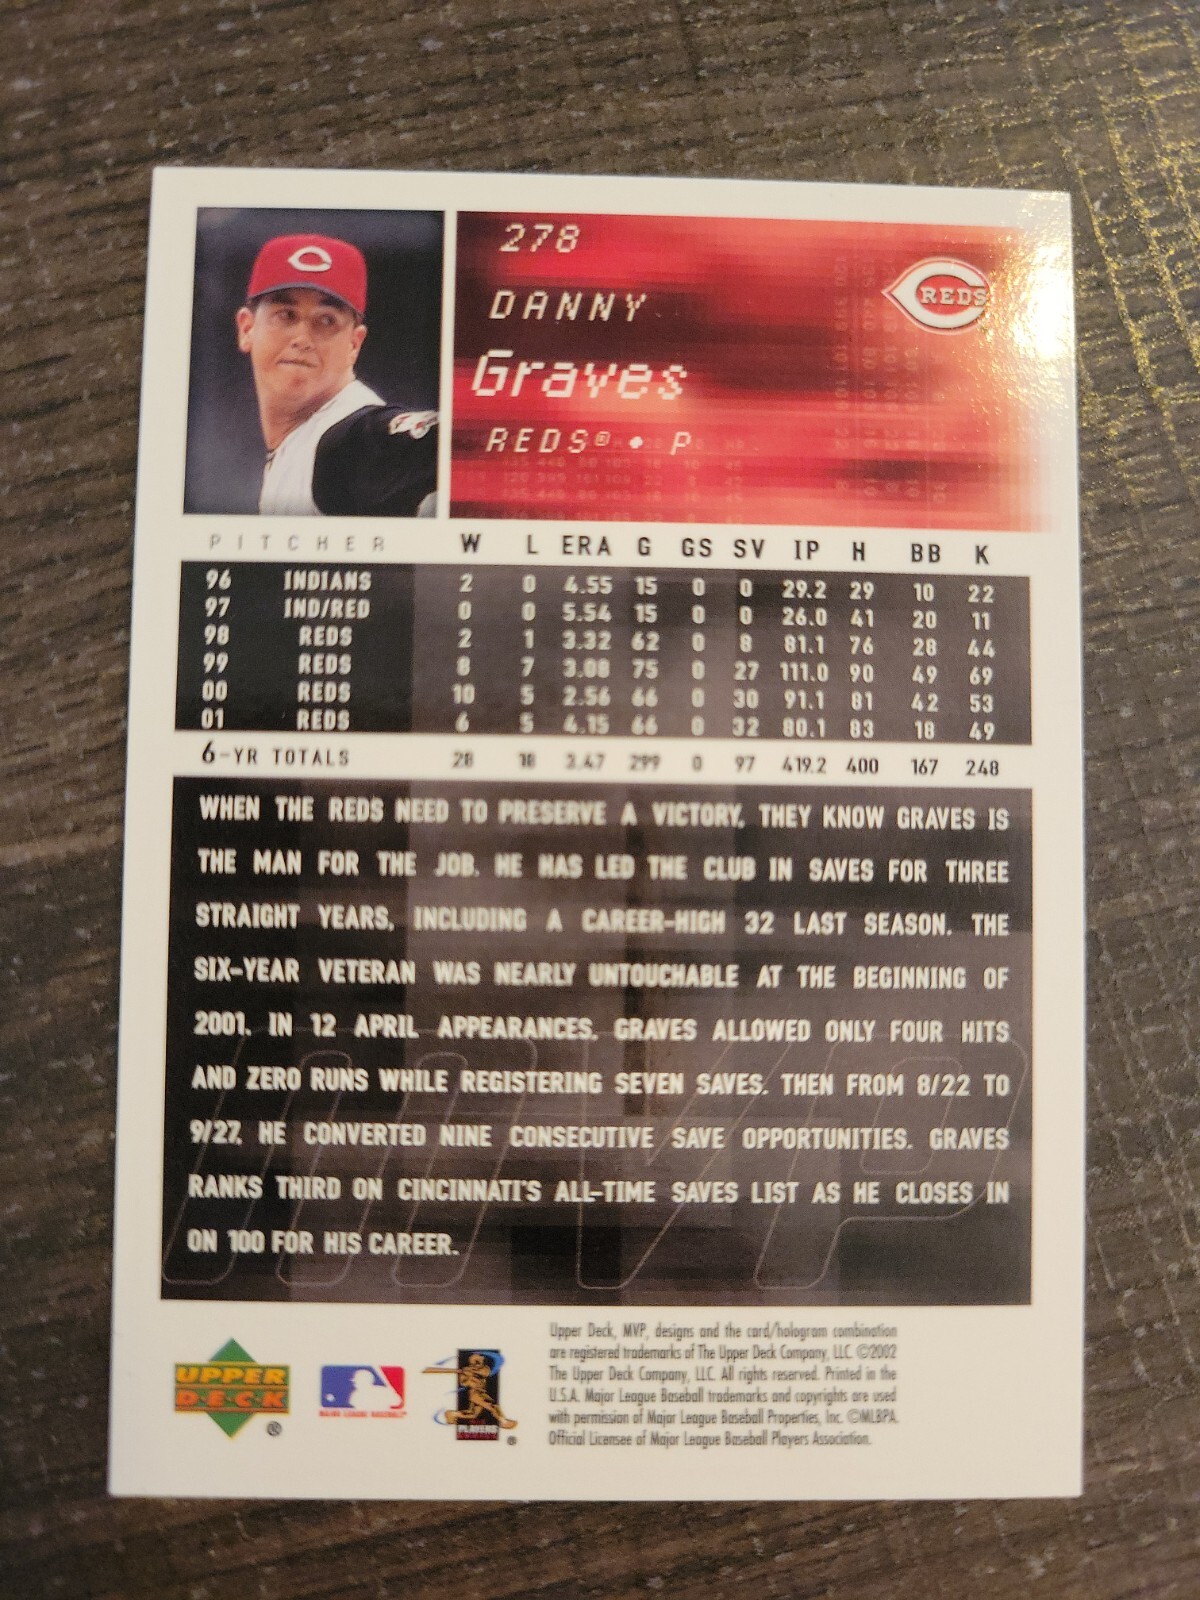 278
DANNY
Graves
REDS® • P
REDS
PITCHER W L ERA G GS SV IP H BB K
96 INDIANS 2 0 4.55 15 0 0 29.2 29 10 22
97 IND/RED 0 0 5.54 15 0 0 26.0 41 20 11
98 REDS 2 1 3.32 62 0 8 81.1 76 28 44
99 REDS 8 7 3.08 75 0 27 111.0 90 49 69
00 REDS 10 5 2.56 66 0 30 91.1 81 42 53
01 REDS 6 5 4.15 66 0 32 80.1 83 18 49
6-YR TOTALS 28 18 3.47 299 0 97 419.2 400 167 248
WHEN THE REDS NEED TO PRESERVE A VICTORY, THEY KNOW GRAVES IS
THE MAN FOR THE JOB. HE HAS LED THE CLUB IN SAVES FOR THREE
STRAIGHT YEARS, INCLUDING A CAREER-HIGH 32 LAST SEASON. THE
SIX-YEAR VETERAN WAS NEARLY UNTOUCHABLE AT THE BEGINNING OF
2001. IN 12 APRIL APPEARANCES, GRAVES ALLOWED ONLY FOUR HITS
AND ZERO RUNS WHILE REGISTERING SEVEN SAVES. THEN FROM 8/22 TO
9/27, HE CONVERTED NINE CONSECUTIVE SAVE OPPORTUNITIES. GRAVES
RANKS THIRD ON CINCINNATI'S ALL-TIME SAVES LIST AS HE CLOSES IN
ON 100 FOR HIS CAREER.
MVP
UPPER
DECK
®
MAJOR LEAGUE BASEBALL
PLAYERS
Upper Deck, MVP, designs and the card/hologram combination
are registered trademarks of The Upper Deck Company, LLC. ©2002
The Upper Deck Company, LLC. All rights reserved. Printed in the
U.S.A. Major League Baseball trademarks and copyrights are used
with permission of Major League Baseball Properties, Inc. ©MLBPA.
Official Licensee of Major League Baseball Players Association.